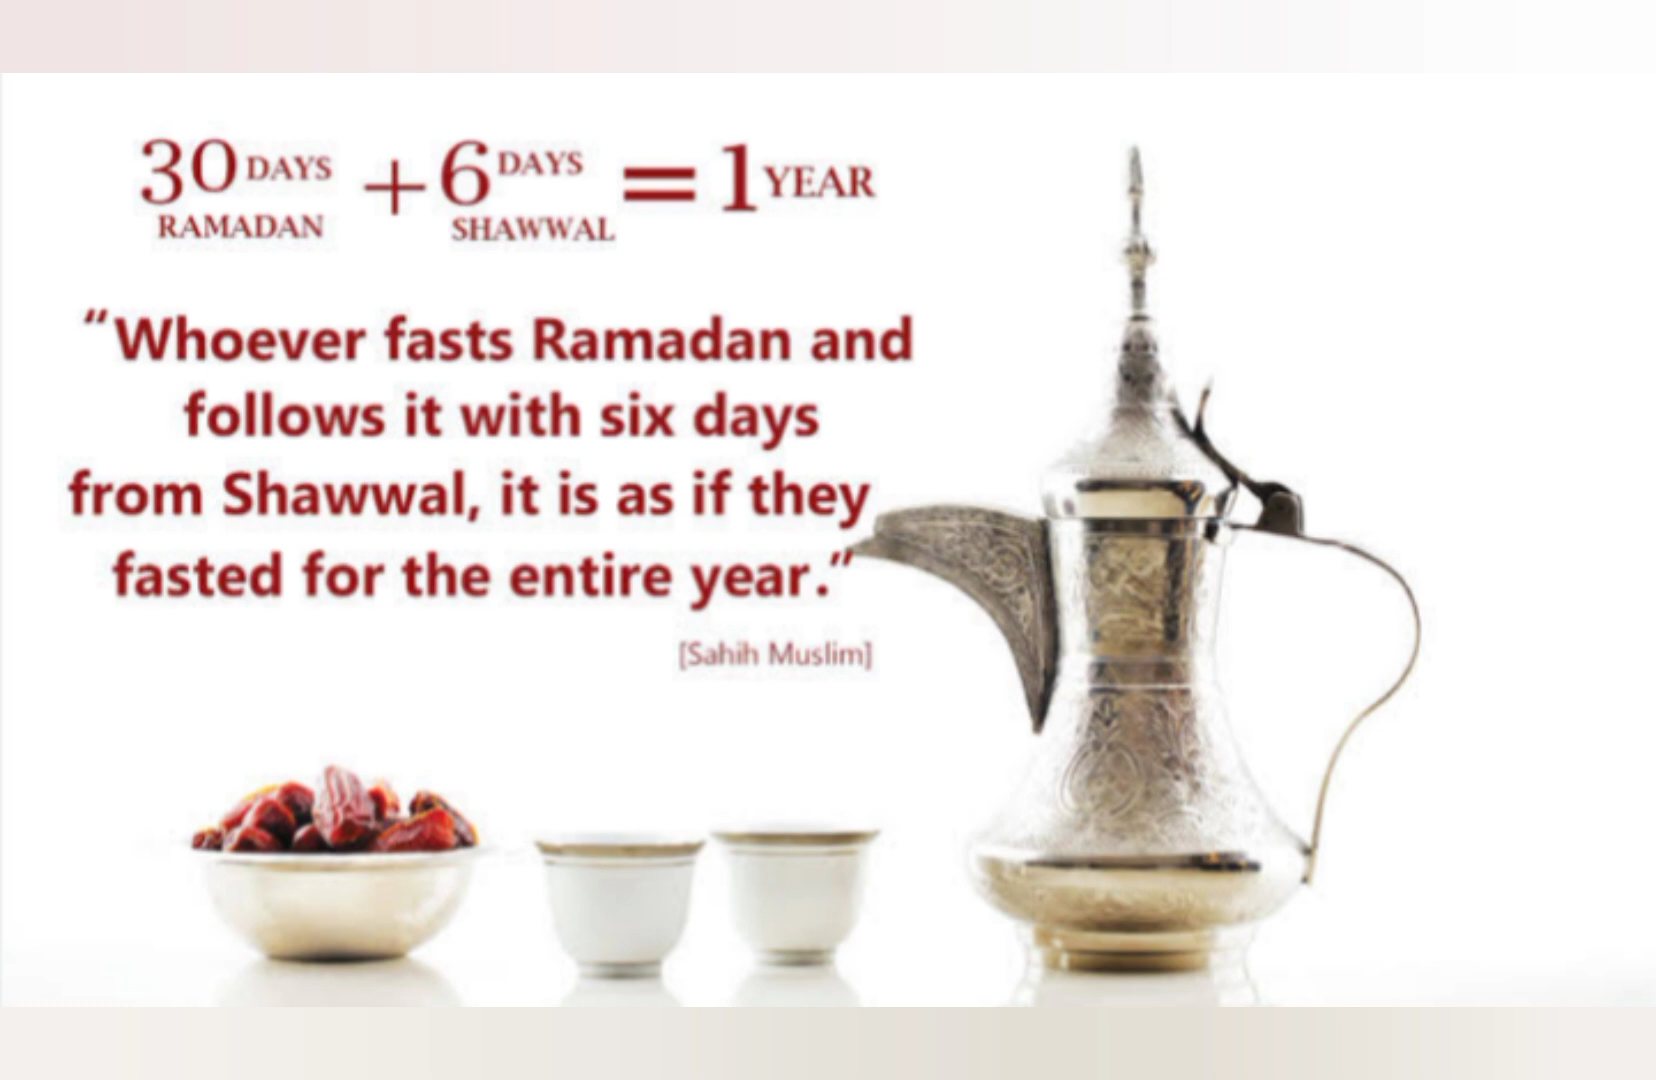 30 DAYS + 6 DAYS = 1 YEAR
RAMADAN SHAWWAL
“Whoever fasts Ramadan and
follows it with six days
from Shawwal, it is as if they
fasted for the entire year.”
[Sahih Muslim]